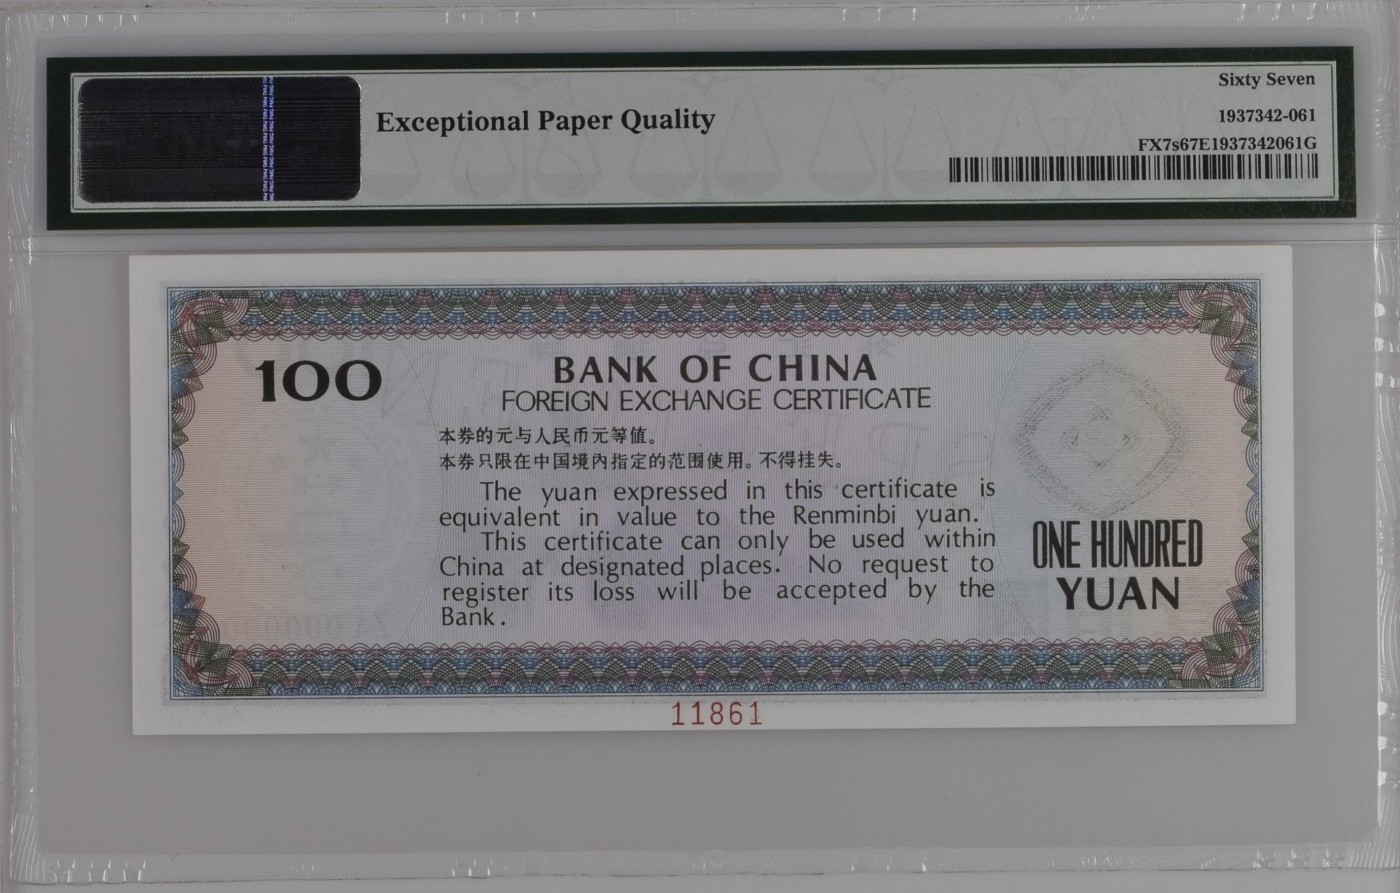 Sixty Seven
Exceptional Paper Quality
1937342-061
FX7s67E1937342061G
100
BANK OF CHINA
FOREIGN EXCHANGE CERTIFICATE
本券的元与人民币元等值。
本券只限在中国境内指定的范围使用。不得挂失。
The yuan expressed in this certificate is
equivalent in value to the Renminbi yuan.
This certificate can only be used within
China at designated places. No request to
register its loss will be accepted by the
Bank.
ONE HUNDRED
YUAN
11861